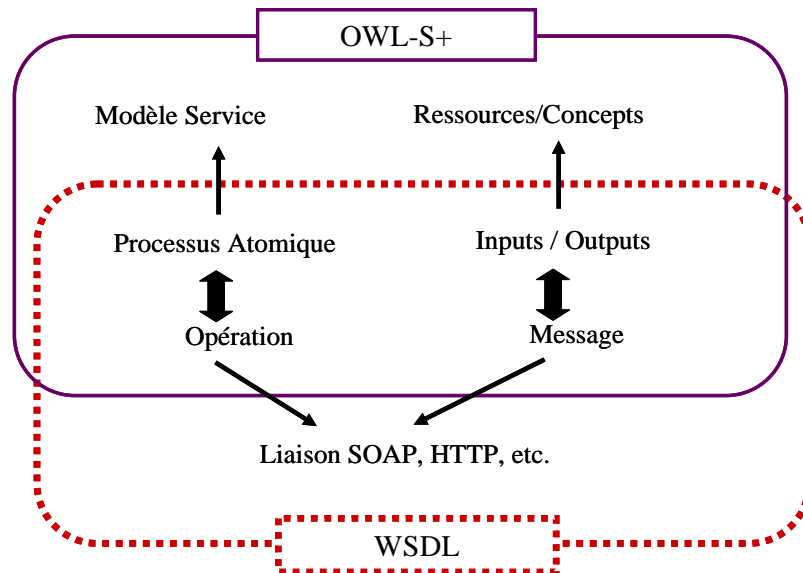 OWL-S+
Modèle Service
Ressources/Concepts
Processus Atomique
Inputs / Outputs
Opération
Message
Liaison SOAP, HTTP, etc.
WSDL